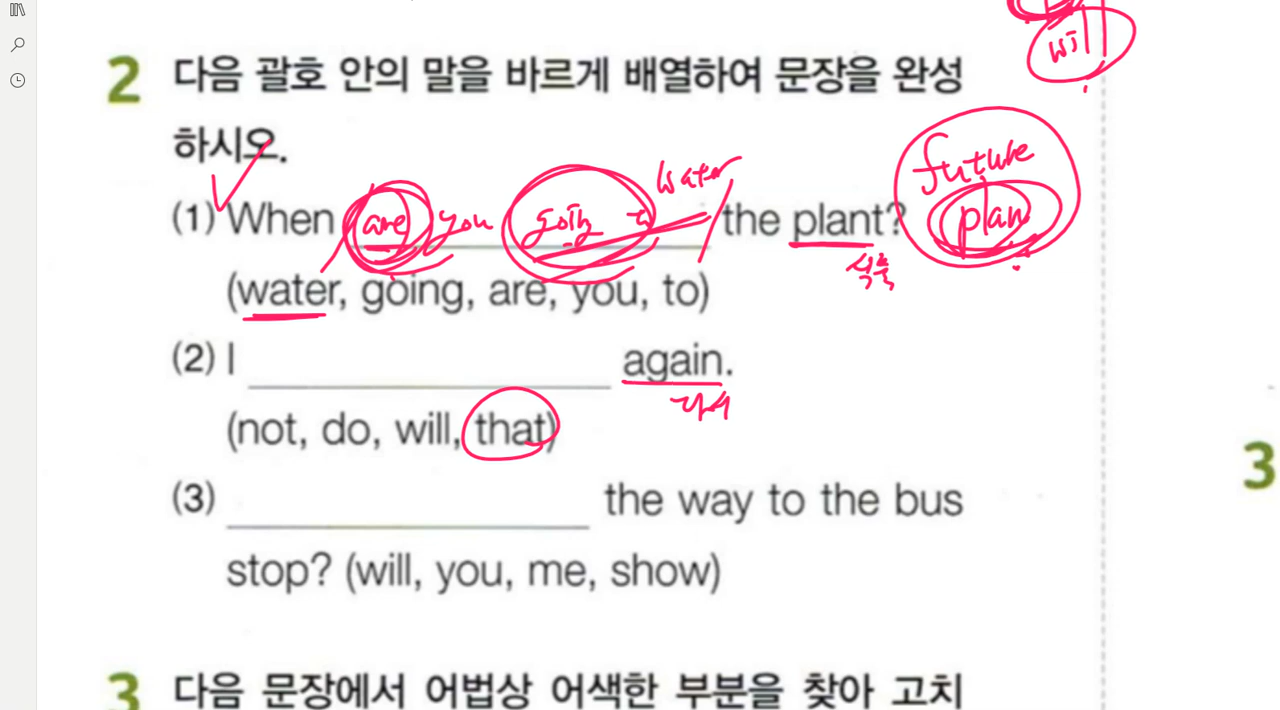 will
2 다음 괄호 안의 말을 바르게 배열하여 문장을 완성
하시오.
future
plan
water
(1) When are you going to the plant?
식물
(water, going, are, you, to)
(2) I ____ again.
다시
(not, do, will, that)
3
(3) ____ the way to the bus
stop? (will, you, me, show)
3 다음 문장에서 어법상 어색한 부분을 찾아 고치